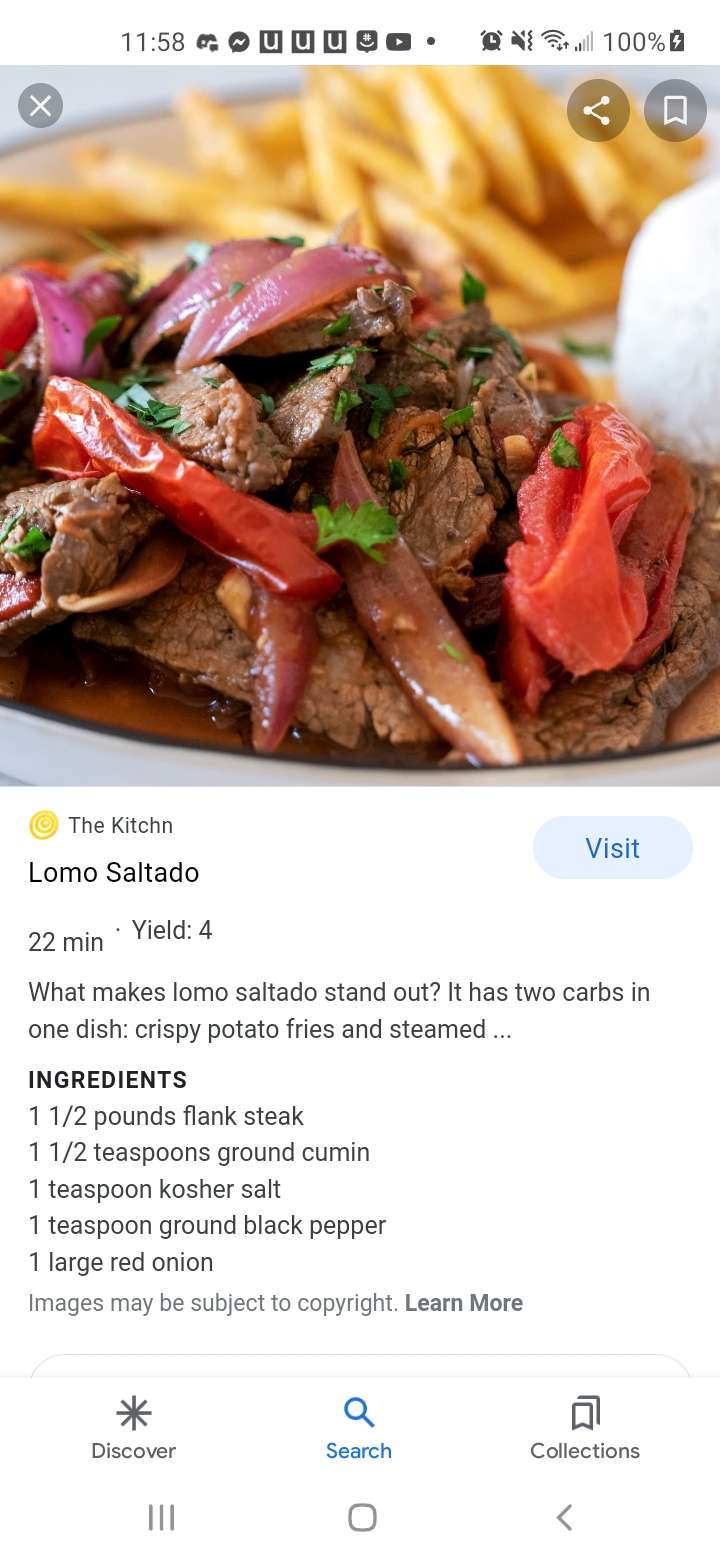 11:58 100%
The Kitchn
Visit
Lomo Saltado
22 min · Yield: 4
What makes lomo saltado stand out? It has two carbs in
one dish: crispy potato fries and steamed ...
INGREDIENTS
1 1/2 pounds flank steak
1 1/2 teaspoons ground cumin
1 teaspoon kosher salt
1 teaspoon ground black pepper
1 large red onion
Images may be subject to copyright. Learn More
Discover
Search
Collections